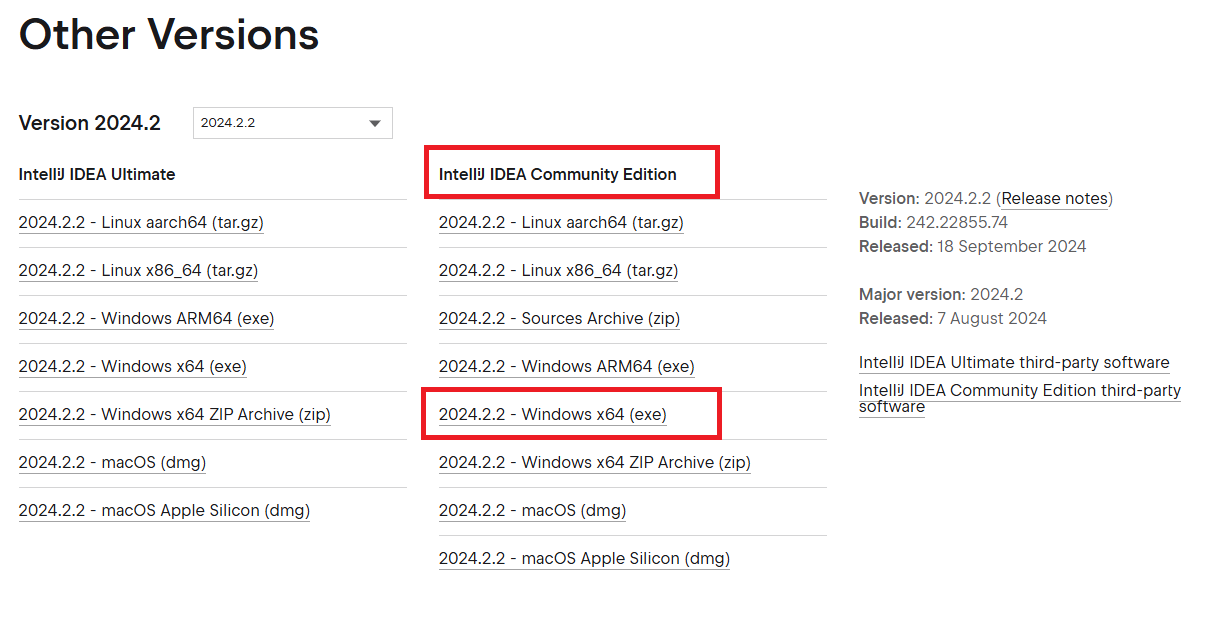 Other Versions
Version 2024.2
2024.2.2
IntelliJ IDEA Ultimate
2024.2.2 - Linux aarch64 (tar.gz)
2024.2.2 - Linux x86_64 (tar.gz)
2024.2.2 - Windows ARM64 (exe)
2024.2.2 - Windows x64 (exe)
2024.2.2 - Windows x64 ZIP Archive (zip)
2024.2.2 - macOS (dmg)
2024.2.2 - macOS Apple Silicon (dmg)
IntelliJ IDEA Community Edition
2024.2.2 - Linux aarch64 (tar.gz)
2024.2.2 - Linux x86_64 (tar.gz)
2024.2.2 - Sources Archive (zip)
2024.2.2 - Windows ARM64 (exe)
2024.2.2 - Windows x64 (exe)
2024.2.2 - Windows x64 ZIP Archive (zip)
2024.2.2 - macOS (dmg)
2024.2.2 - macOS Apple Silicon (dmg)
Version: 2024.2.2 (Release notes)
Build: 242.22855.74
Released: 18 September 2024
Major version: 2024.2
Released: 7 August 2024
IntelliJ IDEA Ultimate third-party software
IntelliJ IDEA Community Edition third-party
software